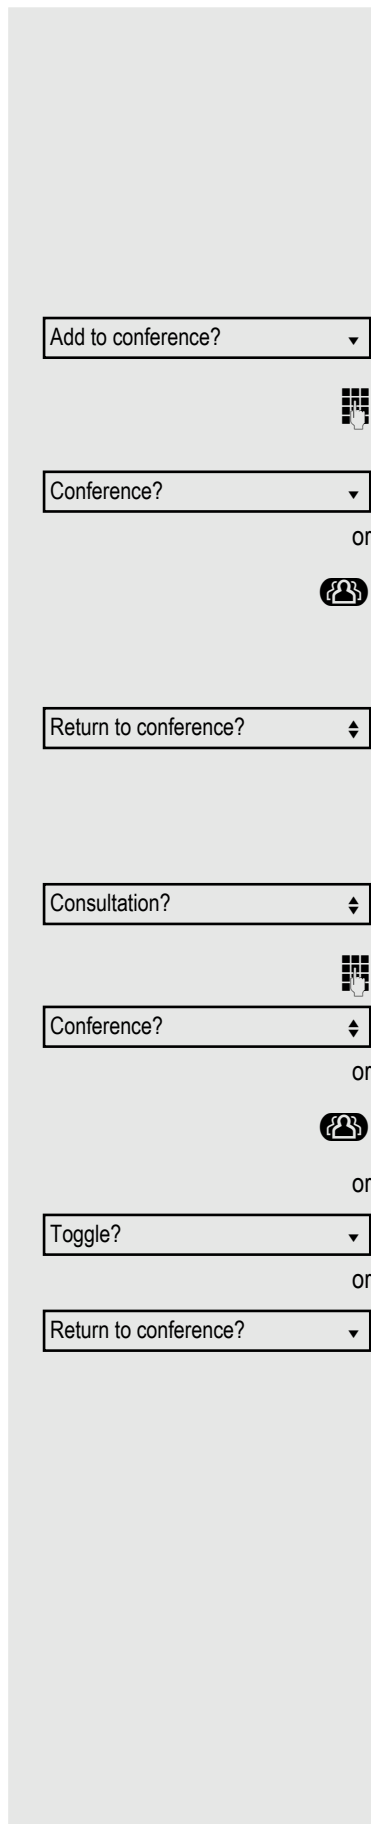 Add to conference?
Conference?
or
Return to conference?
Consultation?
Conference?
or
or
Toggle?
or
Return to conference?